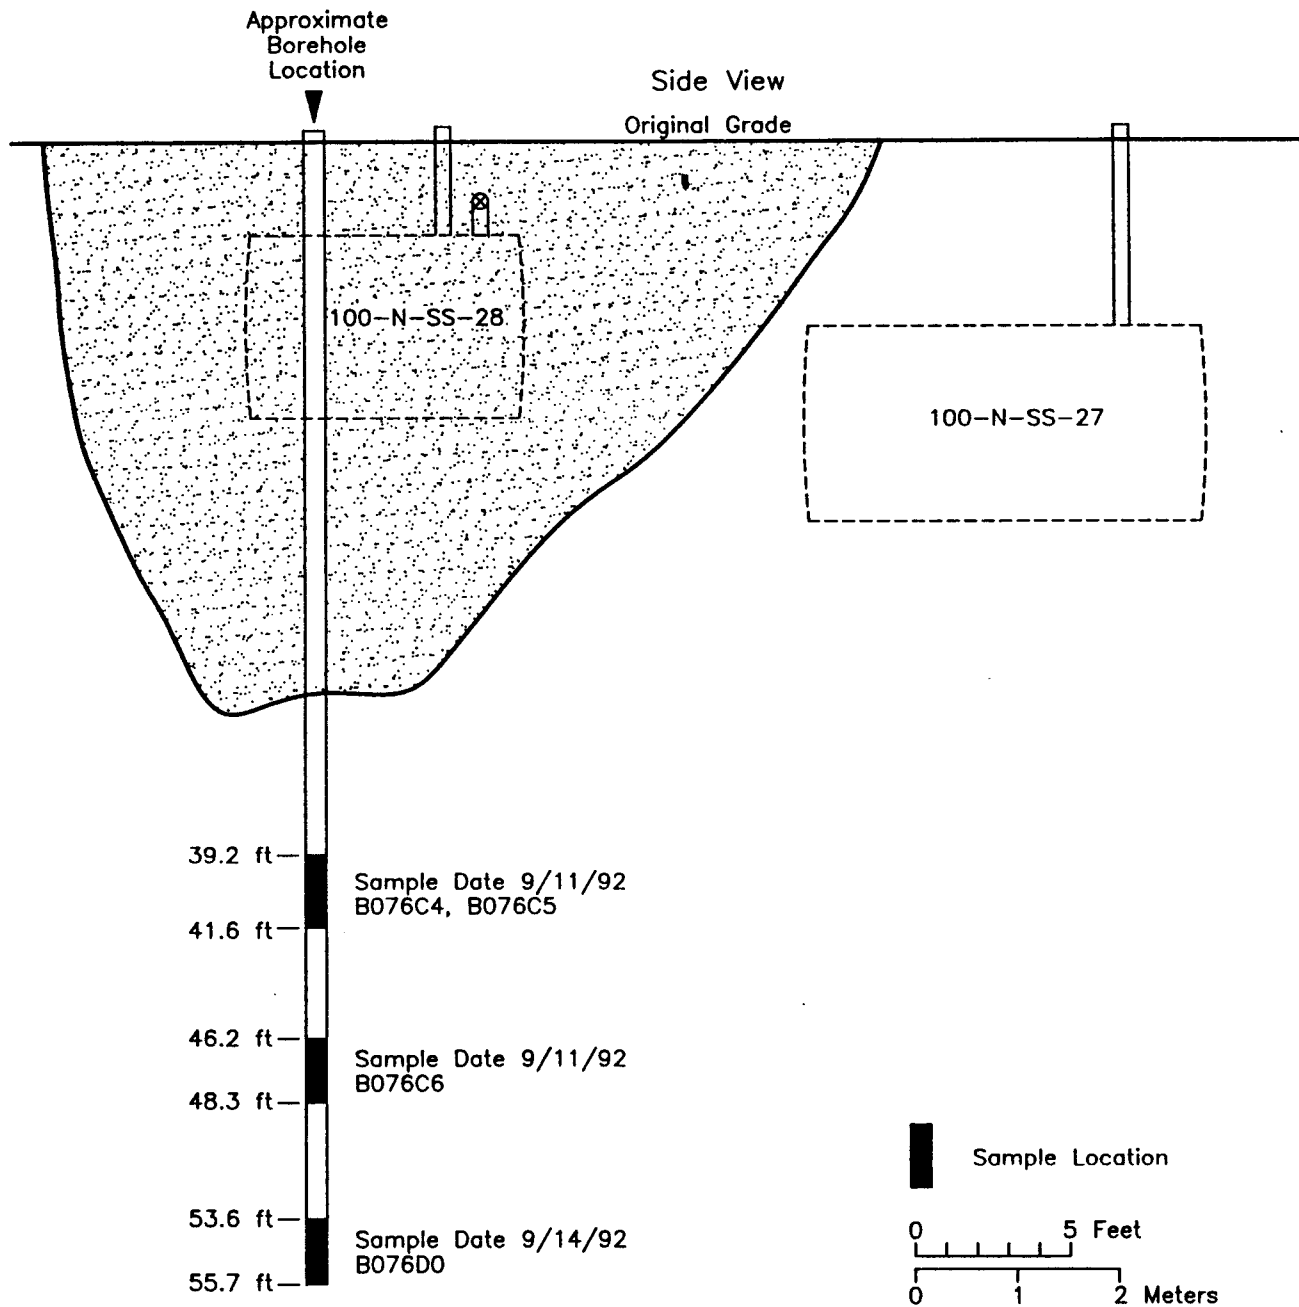 Approximate
Borehole
Location
Side View
Original Grade
100-N-SS-28
100-N-SS-27
39.2 ft
Sample Date 9/11/92
B076C4, B076C5
41.6 ft
46.2 ft
Sample Date 9/11/92
B076C6
48.3 ft
53.6 ft
Sample Date 9/14/92
B076D0
55.7 ft
Sample Location
0 5 Feet
0 1 2 Meters